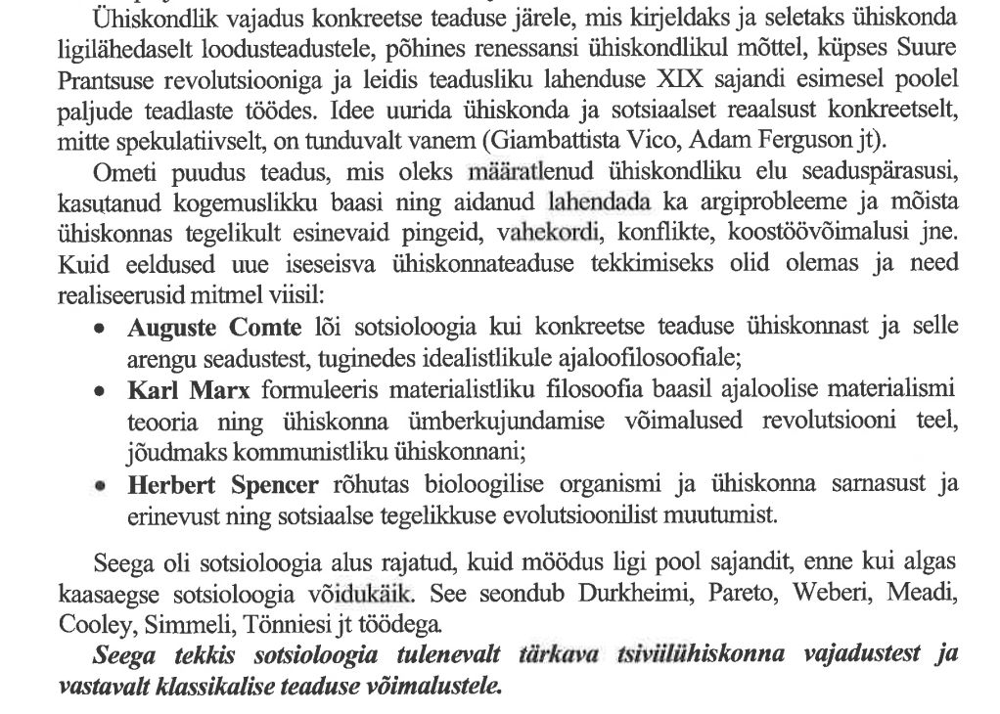 Ühiskondlik vajadus konkreetse teaduse järele, mis kirjeldaks ja seletaks ühiskonda
ligilähedaselt loodusteadustele, põhines renessansi ühiskondlikul mõttel, küpses Suure
Prantsuse revolutsiooniga ja leidis teadusliku lahenduse XIX sajandi esimesel poolel
paljude teadlaste töödes. Idee uurida ühiskonda ja sotsiaalset reaalsust konkreetselt,
mitte spekulatiivselt, on tunduvalt vanem (Giambattista Vico, Adam Ferguson jt).
Ometi puudus teadus, mis oleks määratlenud ühiskondliku elu seaduspärasusi,
kasutanud kogemuslikku baasi ning aidanud lahendada ka argiprobleeme ja mõista
ühiskonnas tegelikult esinevaid pingeid, vahekordi, konflikte, koostöövõimalusi jne.
Kuid eeldused uue iseseisva ühiskonnateaduse tekkimiseks olid olemas ja need
realiseerusid mitmel viisil:
• Auguste Comte lõi sotsioloogia kui konkreetse teaduse ühiskonnast ja selle
arengu seadustest, tuginedes idealistlikule ajaloofilosoofiale;
• Karl Marx formuleeris materialistliku filosoofia baasil ajaloolise materialismi
teooria ning ühiskonna ümberkujundamise võimalused revolutsiooni teel,
jõudmaks kommunistliku ühiskonnani;
• Herbert Spencer rõhutas bioloogilise organismi ja ühiskonna sarnasust ja
erinevust ning sotsiaalse tegelikkuse evolutsioonilist muutumist.
Seega oli sotsioloogia alus rajatud, kuid möödus ligi pool sajandit, enne kui algas
kaasaegse sotsioloogia võidukäik. See seondub Durkheimi, Pareto, Weberi, Meadi,
Cooley, Simmeli, Tönniesi jt töödega.
Seega tekkis sotsioloogia tulenevalt tärkava tsiviilühiskonna vajadustest ja
vastavalt klassikalise teaduse võimalustele.